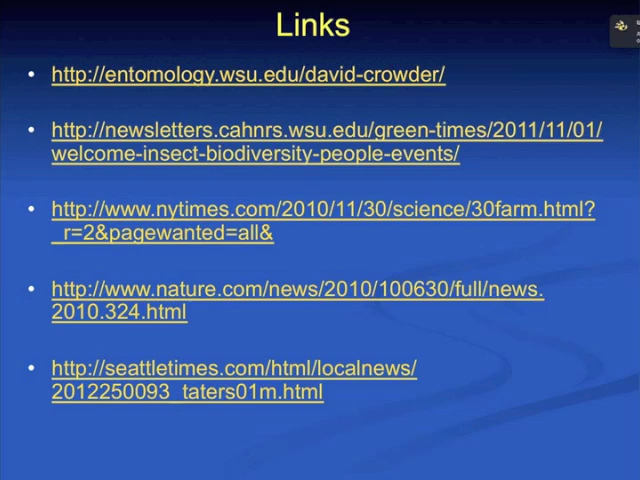 Links
• http://entomology.wsu.edu/david-crowder/
• http://newsletters.cahnrs.wsu.edu/green-times/2011/11/01/
welcome-insect-biodiversity-people-events/
• http://www.nytimes.com/2010/11/30/science/30farm.html?
_r=2&pagewanted=all&
• http://www.nature.com/news/2010/100630/full/news.
2010.324.html
• http://seattletimes.com/html/localnews/
2012250093_taters01m.html